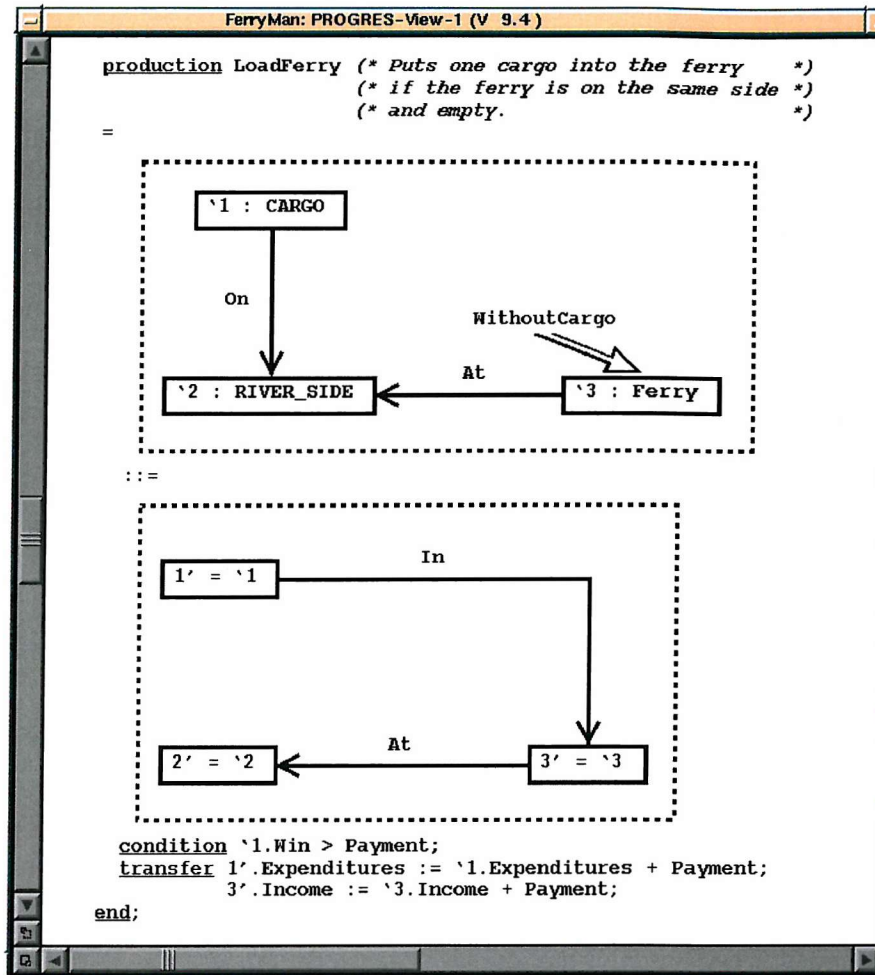 FerryMan: PROGRES-View-1 (V 9.4)
production LoadFerry (* Puts one cargo into the ferry *)
(* if the ferry is on the same side *)
(* and empty. *)
=
`1 : CARGO
On
WithoutCargo
`2 : RIVER_SIDE
At
`3 : Ferry
::=
In
1' = `1
At
2' = `2
3' = `3
condition `1.Win > Payment;
transfer 1'.Expenditures := `1.Expenditures + Payment;
3'.Income := `3.Income + Payment;
end;